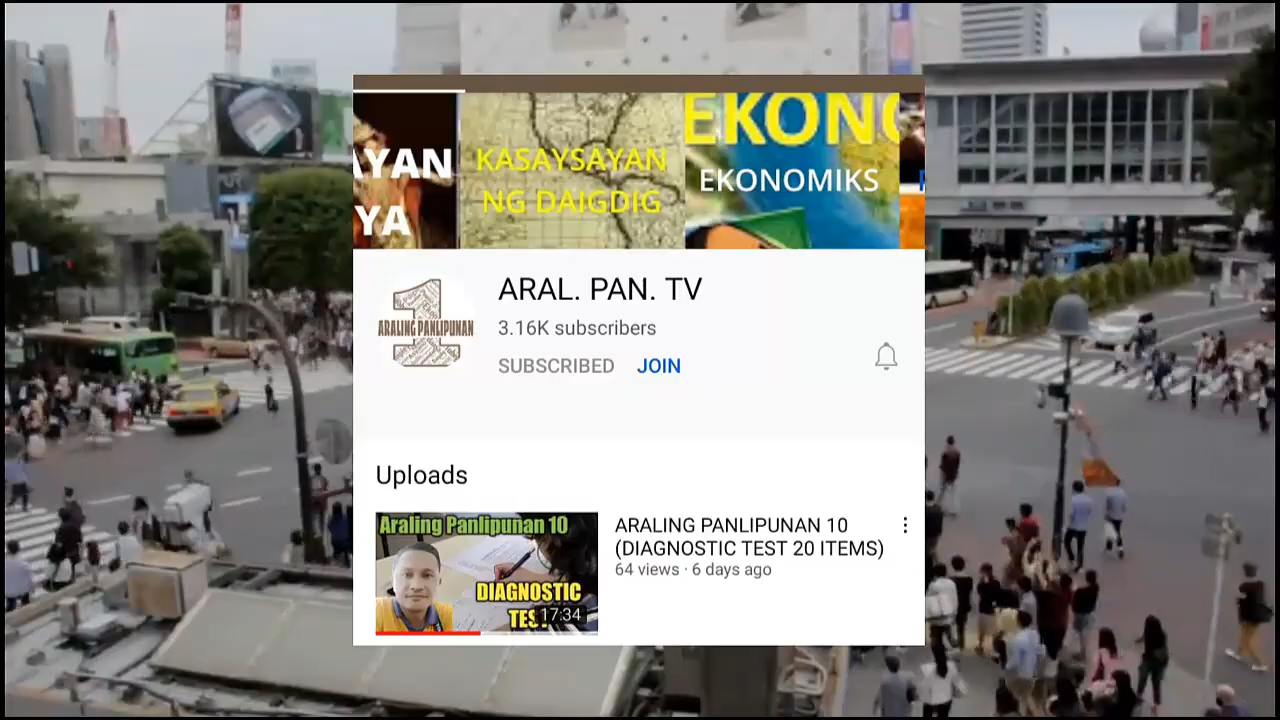 AYAN
YA
KASAYSAYAN
NG DAIGDIG
EKONO
EKONOMIKS
ARALING PANLIPUNAN
ARAL. PAN. TV
3.16K subscribers
SUBSCRIBED JOIN
Uploads
Araling Panlipunan 10
DIAGNOSTIC
TES
17:34
ARALING PANLIPUNAN 10
(DIAGNOSTIC TEST 20 ITEMS)
64 views · 6 days ago